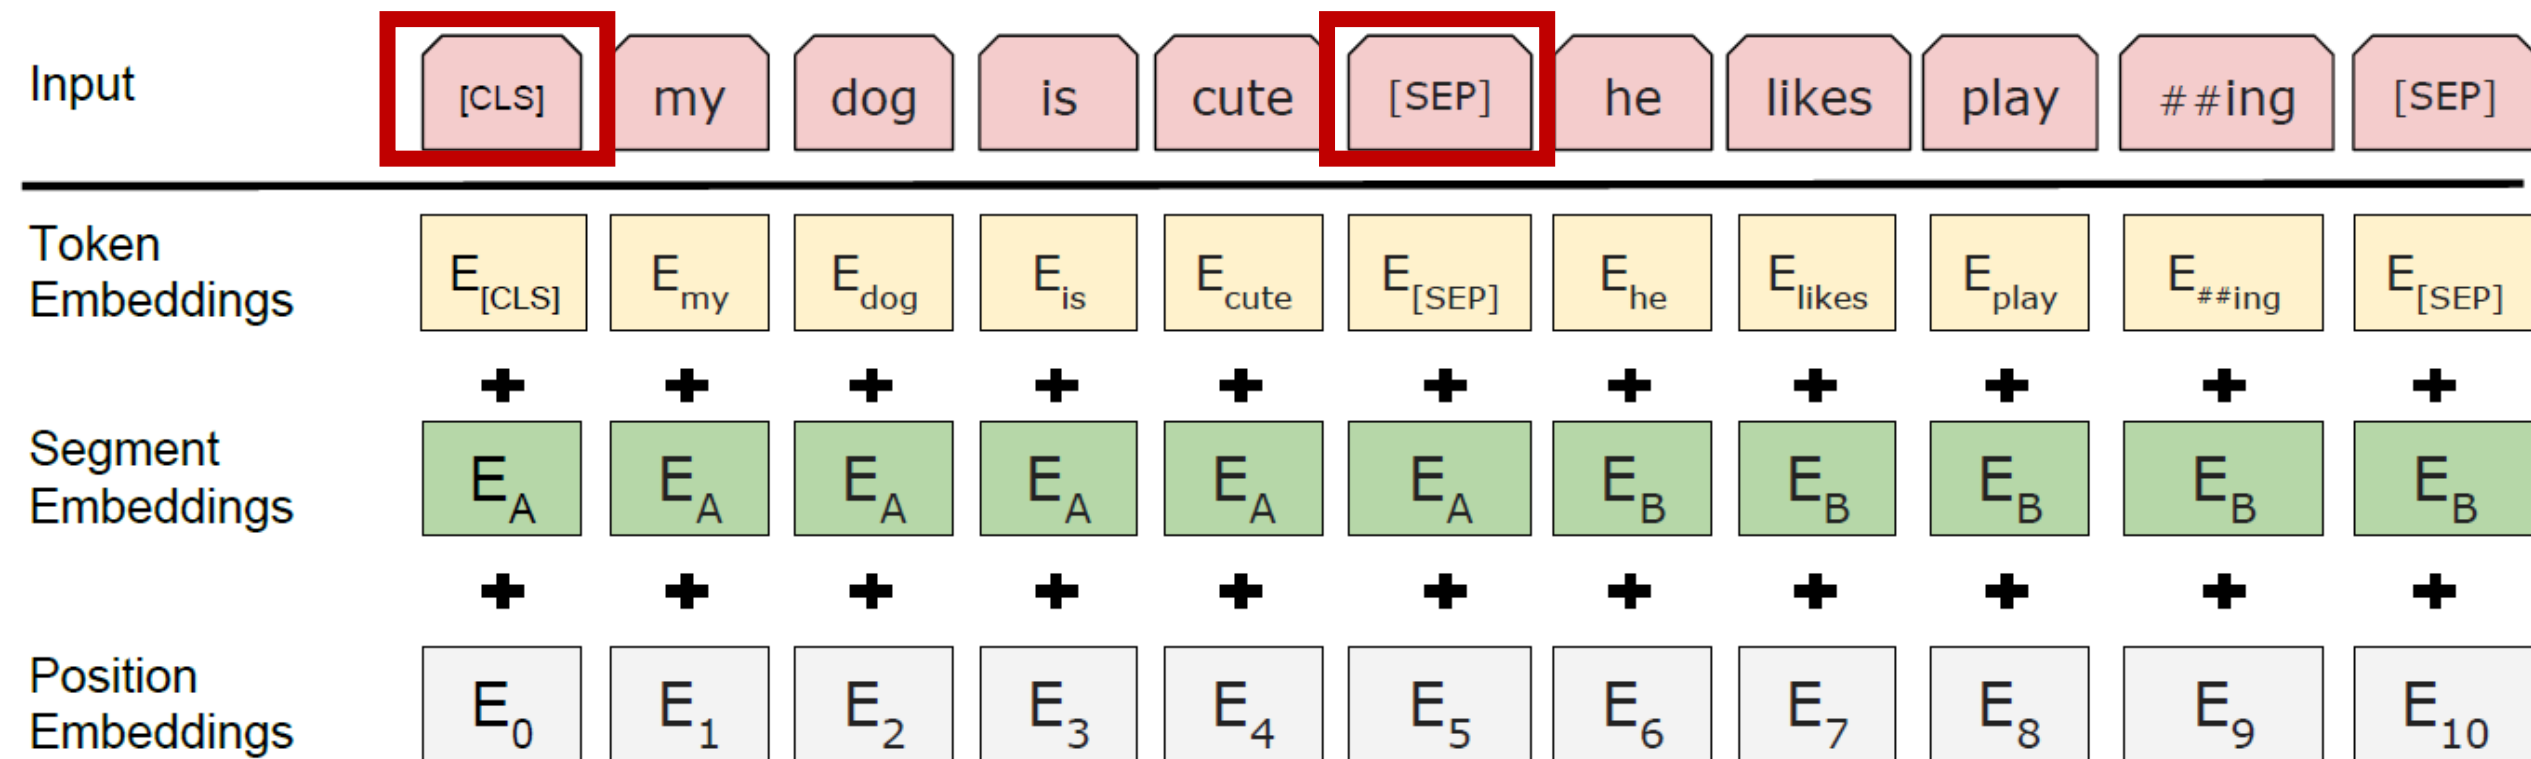 Input [CLS] my dog is cute [SEP] he likes play ##ing [SEP]
Token Embeddings E[CLS] Emy Edog Eis Ecute E[SEP] Ehe Elikes Eplay E##ing E[SEP]
+ + + + + + + + + + +
Segment Embeddings EA EA EA EA EA EA EB EB EB EB EB
+ + + + + + + + + + +
Position Embeddings E0 E1 E2 E3 E4 E5 E6 E7 E8 E9 E10